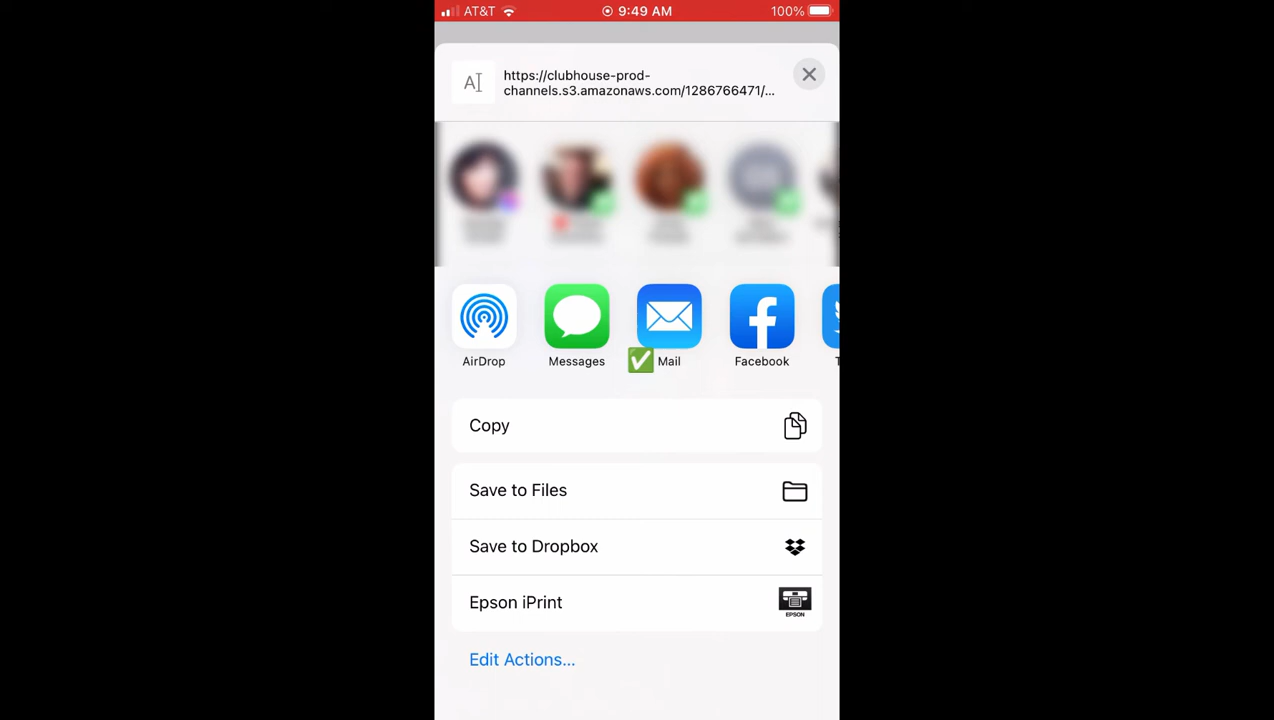 AT&T 9:49 AM 100%
AI
https://clubhouse-prod-
channels.s3.amazonaws.com/1286766471/...
AirDrop Messages Mail Facebook T
Copy
Save to Files
Save to Dropbox
Epson iPrint
EPSON
Edit Actions...